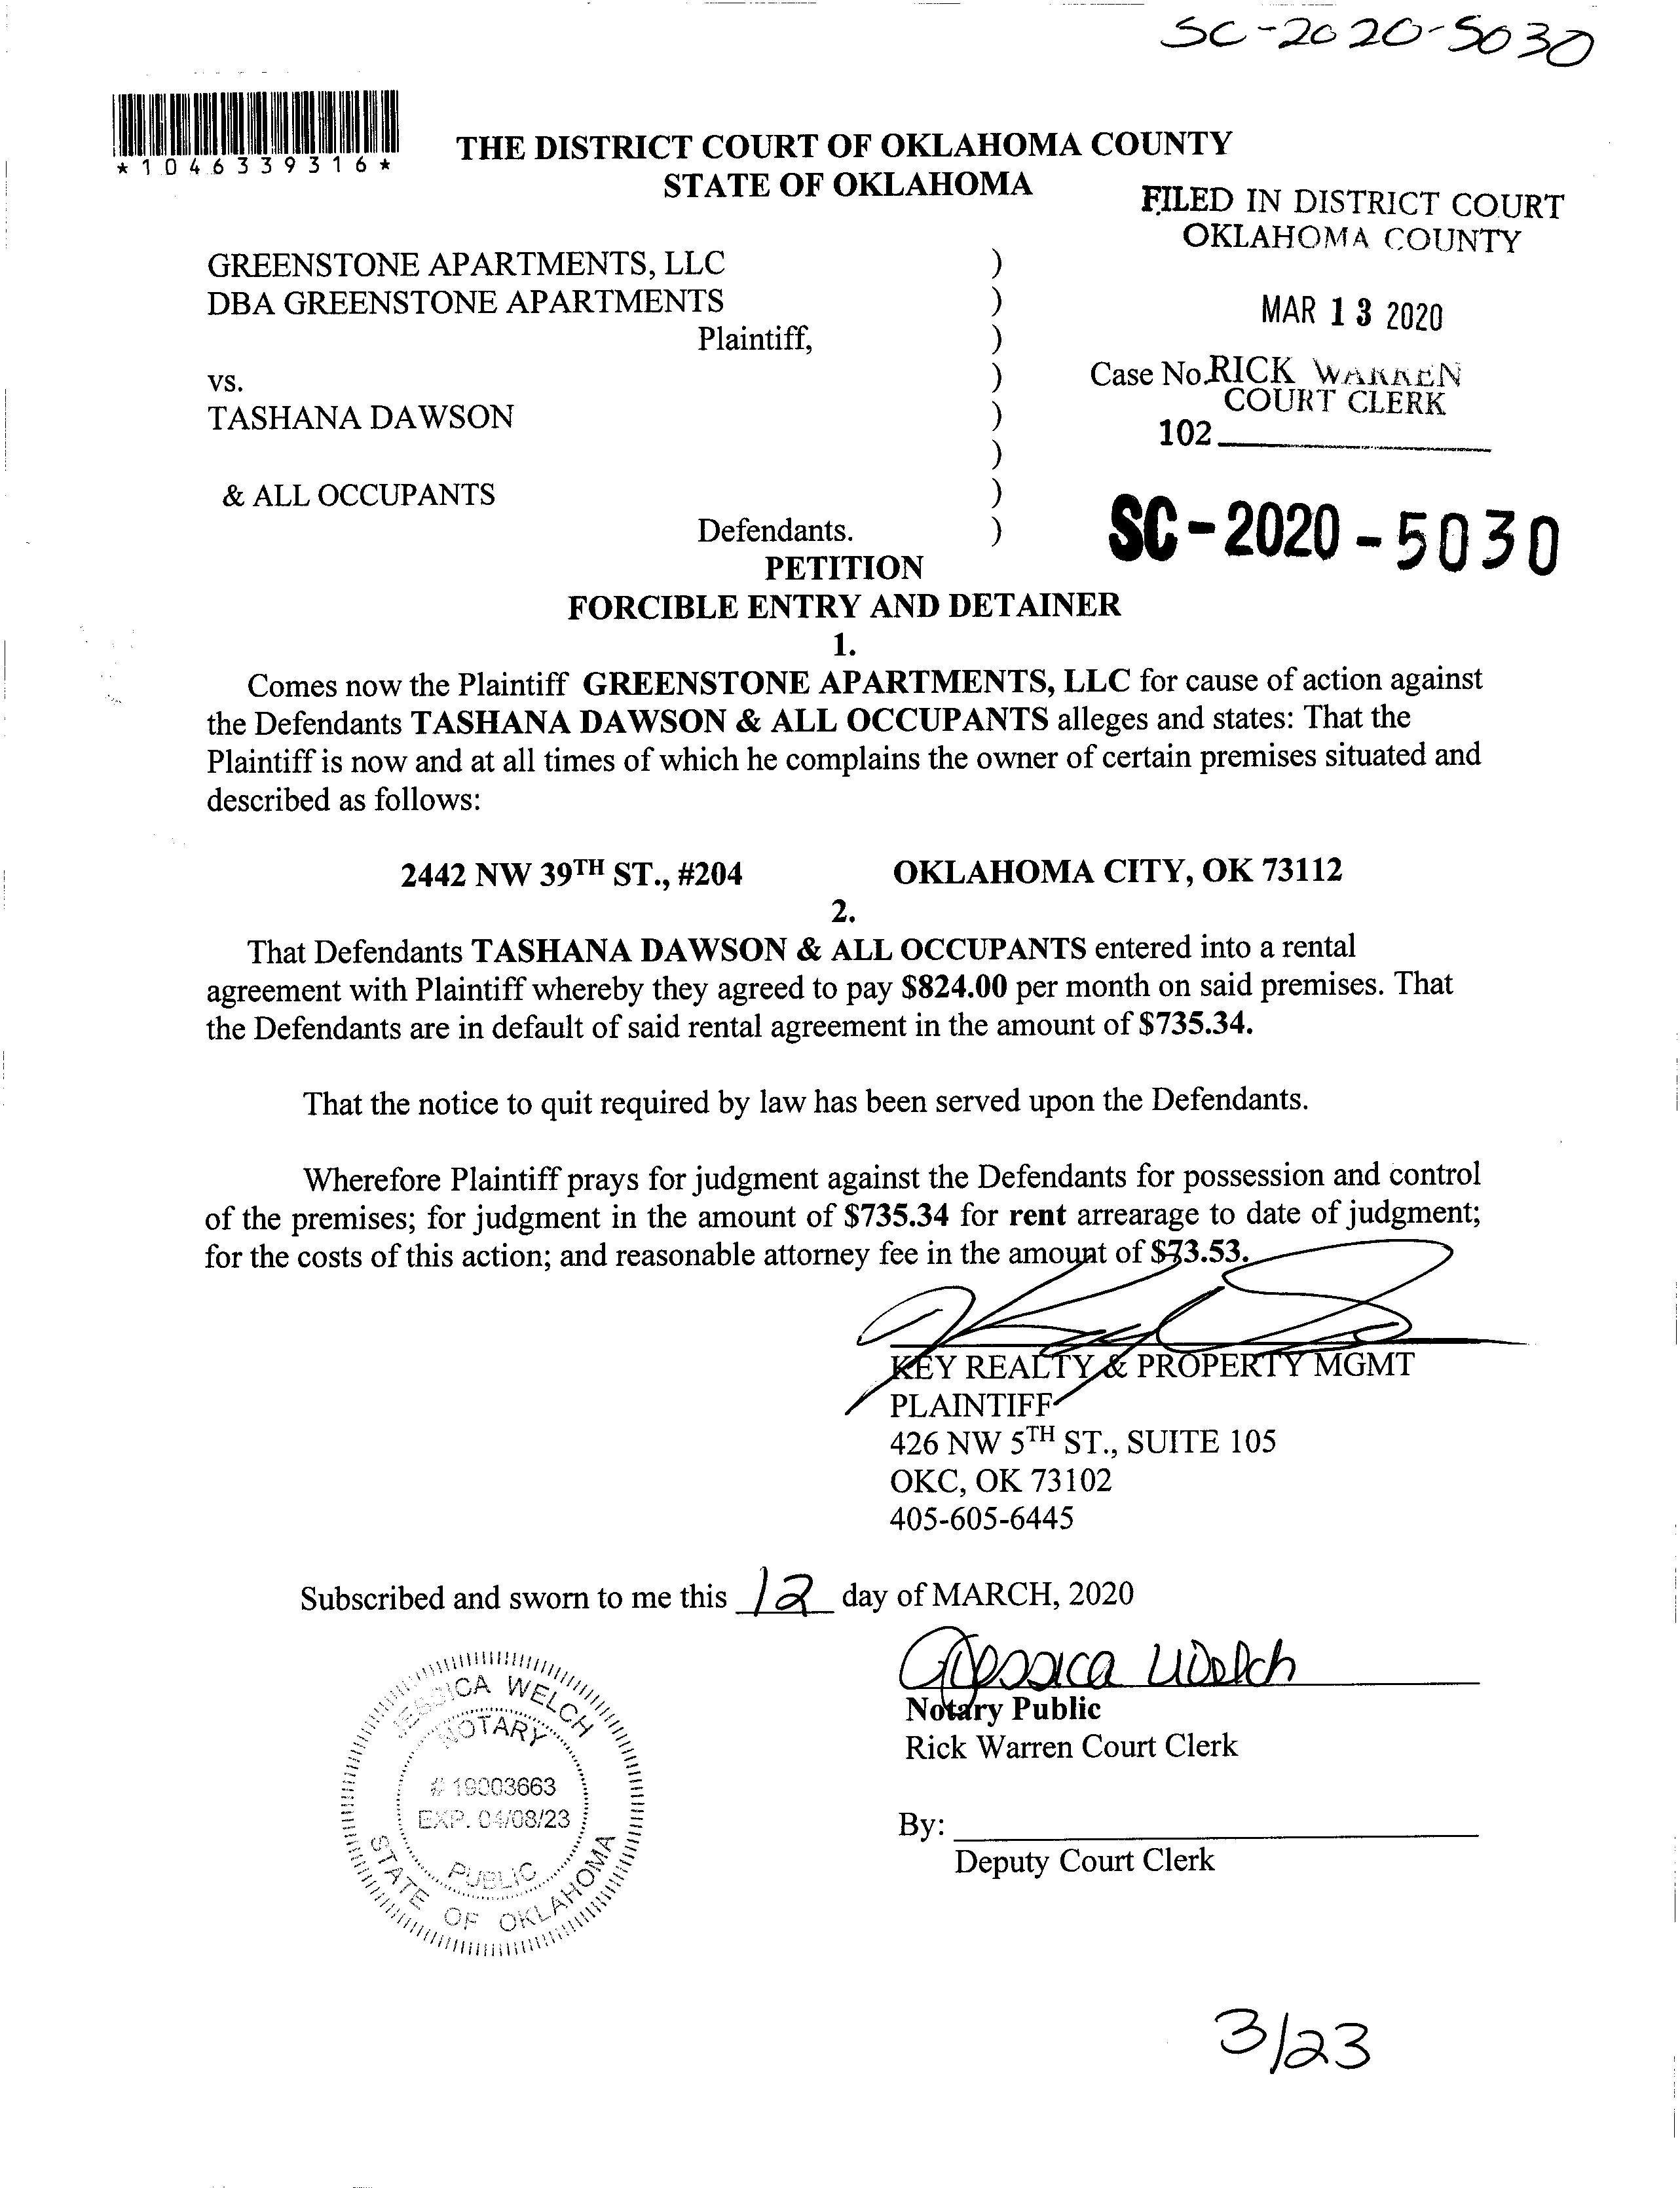 SC-2020-5030
*1046339316*
THE DISTRICT COURT OF OKLAHOMA COUNTY
STATE OF OKLAHOMA
FILED IN DISTRICT COURT
OKLAHOMA COUNTY
GREENSTONE APARTMENTS, LLC )
DBA GREENSTONE APARTMENTS )
MAR 13 2020
Plaintiff, )
vs. ) Case No. RICK WARREN
COURT CLERK
TASHANA DAWSON )
102
)
& ALL OCCUPANTS )
Defendants. )
SC-2020-5030
PETITION
FORCIBLE ENTRY AND DETAINER
1.
Comes now the Plaintiff GREENSTONE APARTMENTS, LLC for cause of action against
the Defendants TASHANA DAWSON & ALL OCCUPANTS alleges and states: That the
Plaintiff is now and at all times of which he complains the owner of certain premises situated and
described as follows:
2442 NW 39TH ST., #204 OKLAHOMA CITY, OK 73112
2.
That Defendants TASHANA DAWSON & ALL OCCUPANTS entered into a rental
agreement with Plaintiff whereby they agreed to pay $824.00 per month on said premises. That
the Defendants are in default of said rental agreement in the amount of $735.34.
That the notice to quit required by law has been served upon the Defendants.
Wherefore Plaintiff prays for judgment against the Defendants for possession and control
of the premises; for judgment in the amount of $735.34 for rent arrearage to date of judgment;
for the costs of this action; and reasonable attorney fee in the amount of $73.53.
KEY REALTY & PROPERTY MGMT
PLAINTIFF
426 NW 5TH ST., SUITE 105
OKC, OK 73102
405-605-6445
Subscribed and sworn to me this 12 day of MARCH, 2020
Jessica Welch
Notary Public
Rick Warren Court Clerk
By:
Deputy Court Clerk
JESSICA WELCH
NOTARY
# 19003663
EXP. 04/08/23
PUBLIC
STATE OF OKLAHOMA
3/23